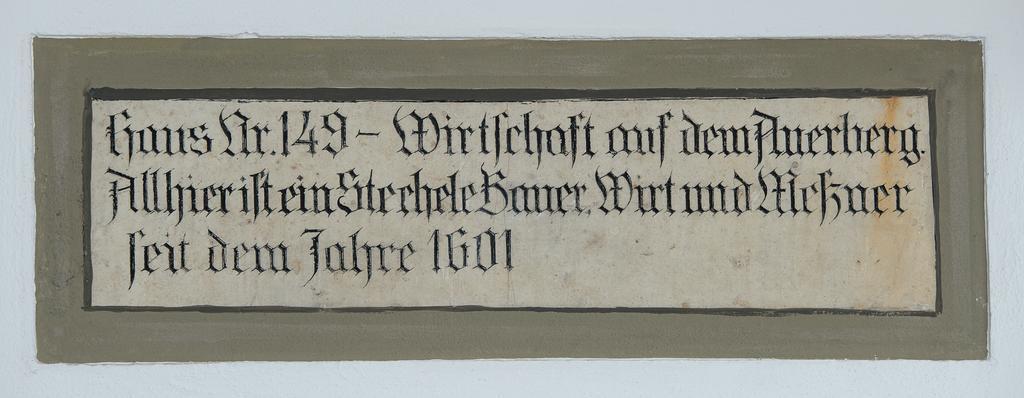 Haus Nr. 149 – Wirtschaft auf dem Auerberg.
Allhier ist ein Stechele Bauer, Wirt und Meßner
seit dem Jahre 1601